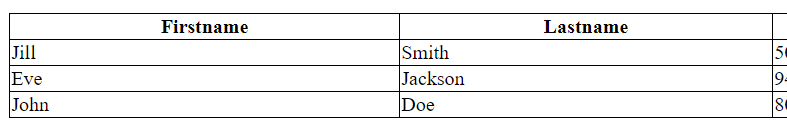 Firstname Lastname
Jill Smith
Eve Jackson
John Doe